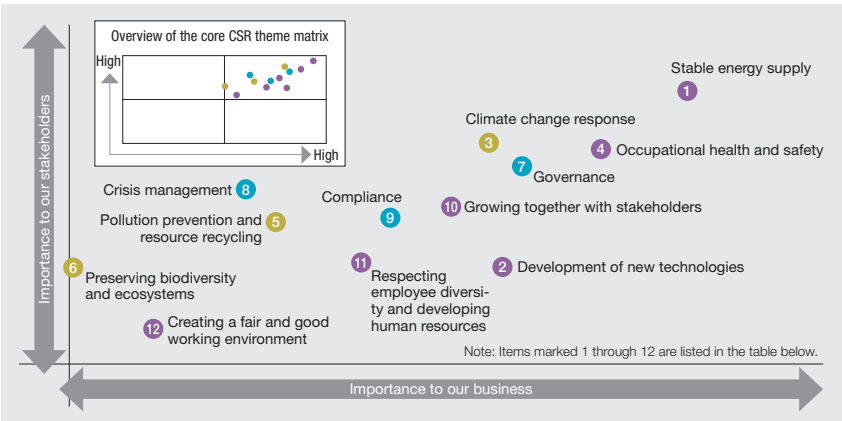 Overview of the core CSR theme matrix
High
High
Importance to our stakeholders
Stable energy supply
1
Climate change response
3
4 Occupational health and safety
7
Governance
Crisis management 8
Compliance
9
10 Growing together with stakeholders
Pollution prevention and
resource recycling
5
6
Preserving biodiversity
and ecosystems
11
Respecting
employee diversi-
ty and developing
human resources
2 Development of new technologies
12 Creating a fair and good
working environment
Note: Items marked 1 through 12 are listed in the table below.
Importance to our business